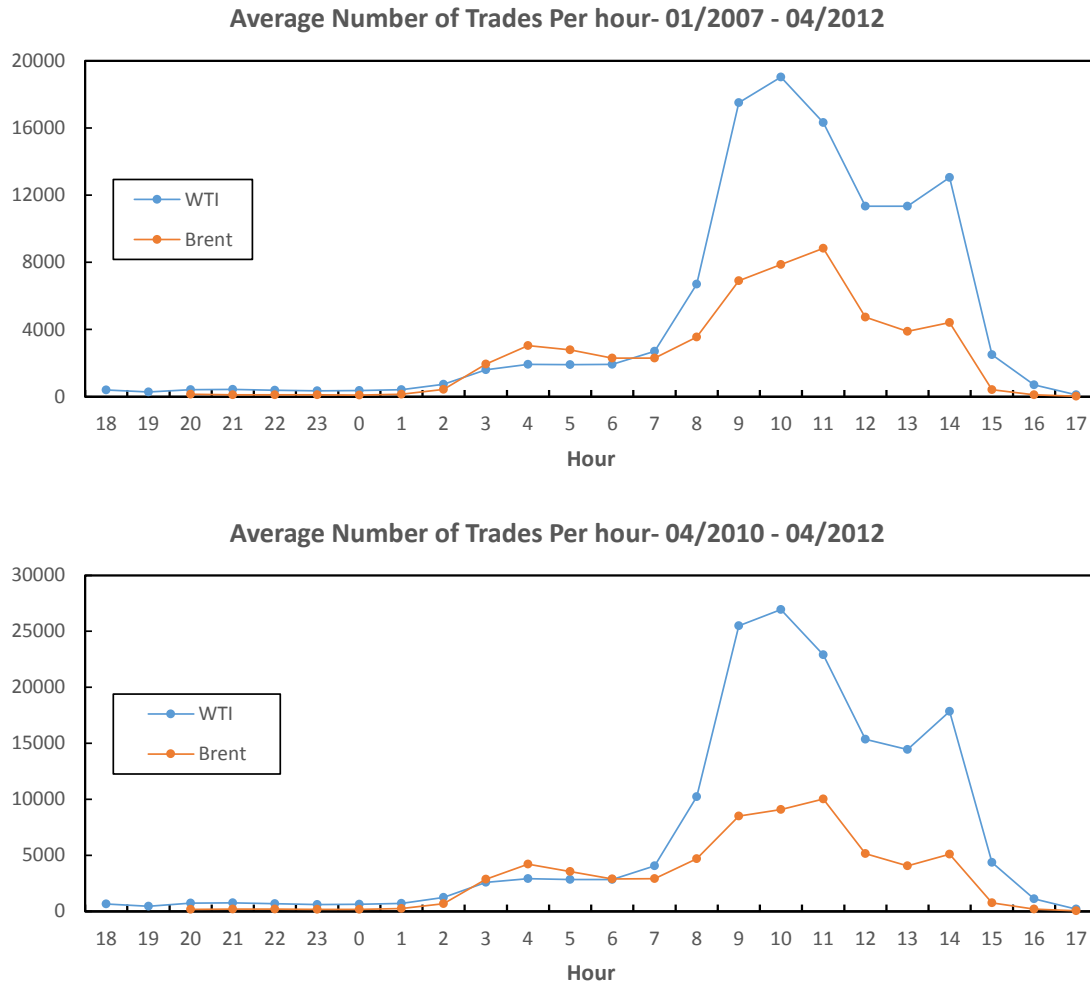 Average Number of Trades Per hour- 01/2007 - 04/2012
20000
16000
12000
8000
4000
0
WTI
Brent
18 19 20 21 22 23 0 1 2 3 4 5 6 7 8 9 10 11 12 13 14 15 16 17
Hour
Average Number of Trades Per hour- 04/2010 - 04/2012
30000
25000
20000
15000
10000
5000
0
WTI
Brent
18 19 20 21 22 23 0 1 2 3 4 5 6 7 8 9 10 11 12 13 14 15 16 17
Hour